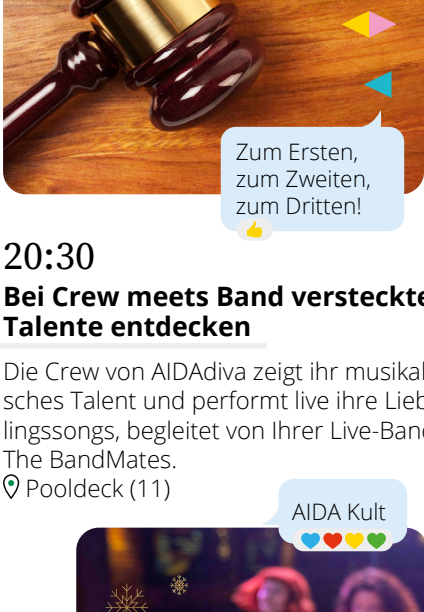 Zum Ersten,
zum Zweiten,
zum Dritten!
20:30
Bei Crew meets Band versteckte
Talente entdecken
Die Crew von AIDAdiva zeigt ihr musikal
sches Talent und performt live ihre Lieb
lingssongs, begleitet von Ihrer Live-Band
The BandMates.
Pooldeck (11)
AIDA Kult